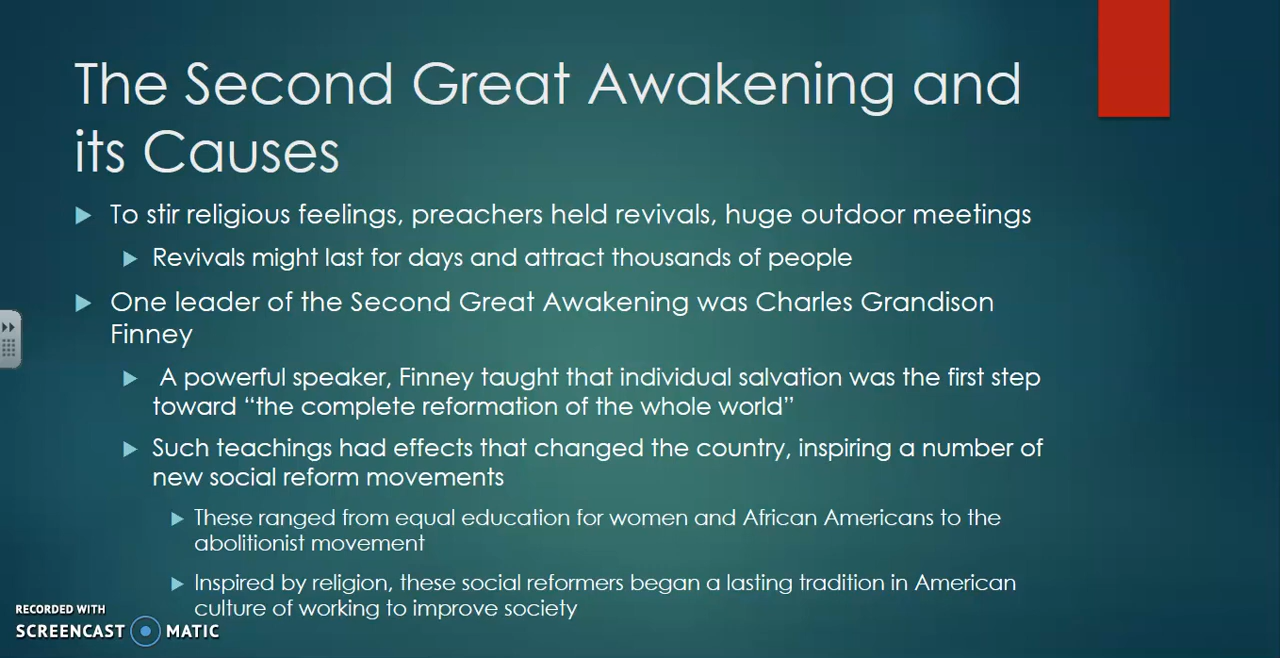 The Second Great Awakening and
its Causes
To stir religious feelings, preachers held revivals, huge outdoor meetings
Revivals might last for days and attract thousands of people
One leader of the Second Great Awakening was Charles Grandison
Finney
A powerful speaker, Finney taught that individual salvation was the first step
toward “the complete reformation of the whole world”
Such teachings had effects that changed the country, inspiring a number of
new social reform movements
These ranged from equal education for women and African Americans to the
abolitionist movement
Inspired by religion, these social reformers began a lasting tradition in American
culture of working to improve society
RECORDED WITH
SCREENCAST MATIC